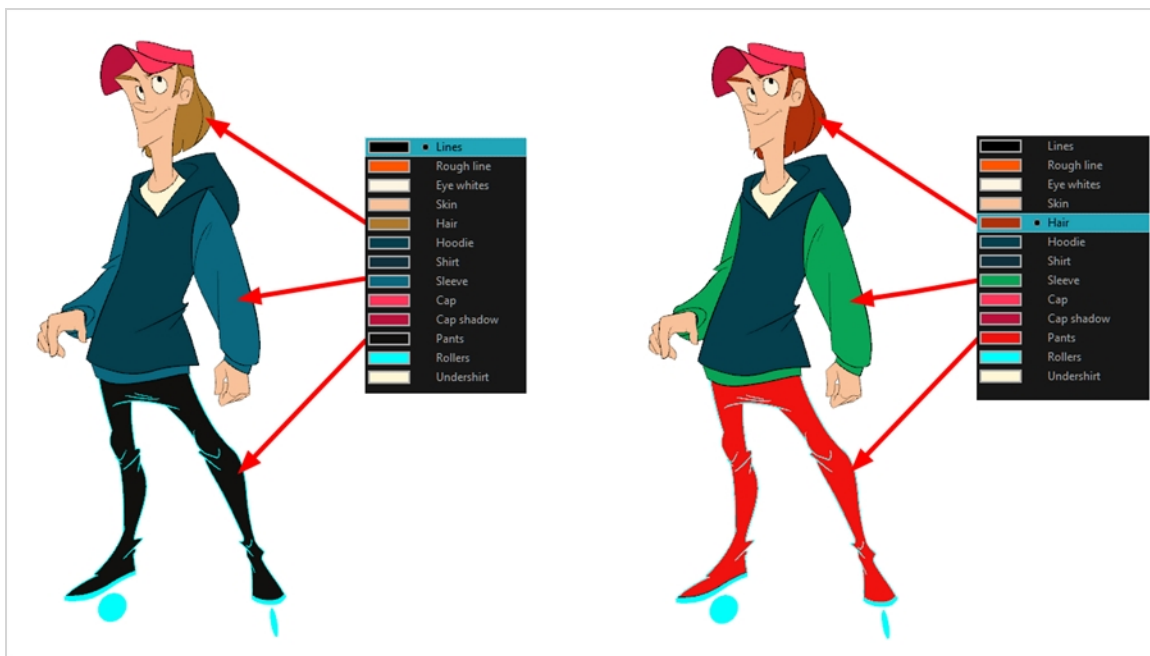 Lines
Rough line
Eye whites
Skin
Hair
Hoodie
Shirt
Sleeve
Cap
Cap shadow
Pants
Rollers
Undershirt
Lines
Rough line
Eye whites
Skin
Hair
Hoodie
Shirt
Sleeve
Cap
Cap shadow
Pants
Rollers
Undershirt